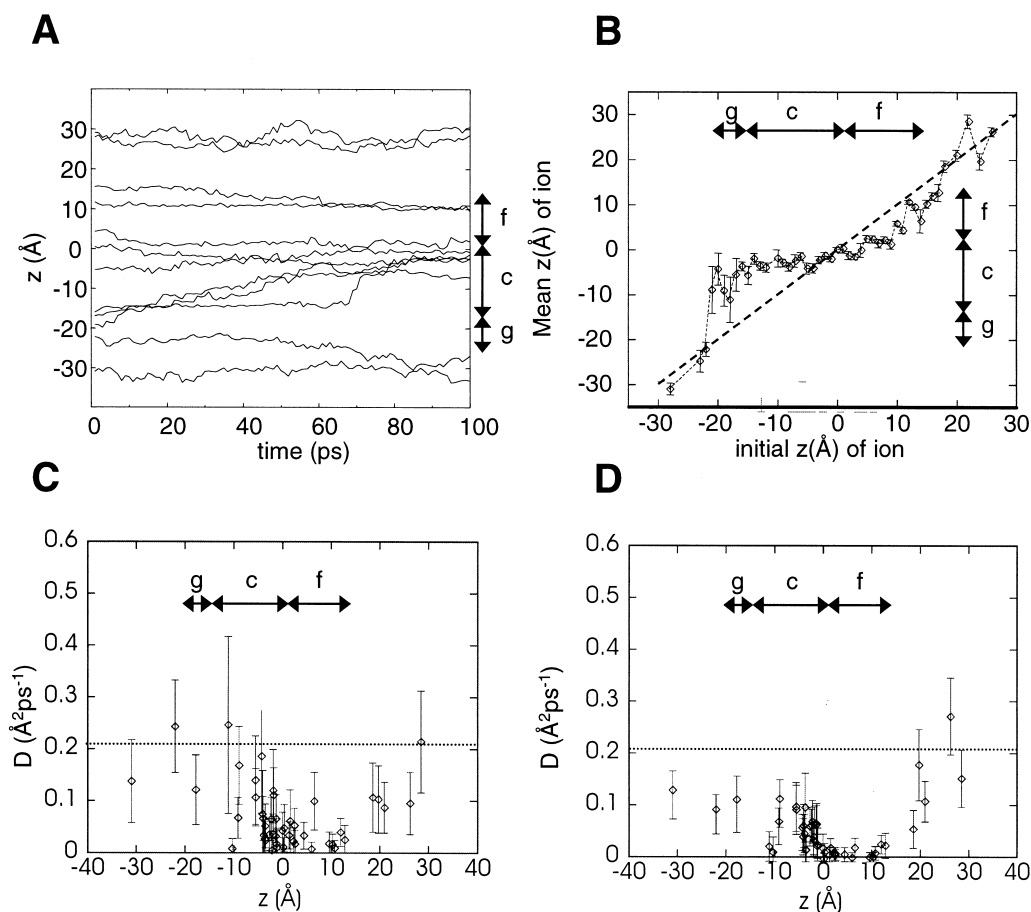 A
B
30
20
10
0
-10
-20
-30
z (Å)
f
c
g
0 20 40 60 80 100
time (ps)
30
20
10
0
-10
-20
-30
Mean z(Å) of ion
g c f
f
c
g
-30 -20 -10 0 10 20 30
initial z(Å) of ion
C
D
0.6
0.5
0.4
0.3
0.2
0.1
0
D (Å²ps⁻¹)
g c f
-40 -30 -20 -10 0 10 20 30 40
z (Å)
0.6
0.5
0.4
0.3
0.2
0.1
0
D (Å²ps⁻¹)
g c f
-40 -30 -20 -10 0 10 20 30 40
z (Å)